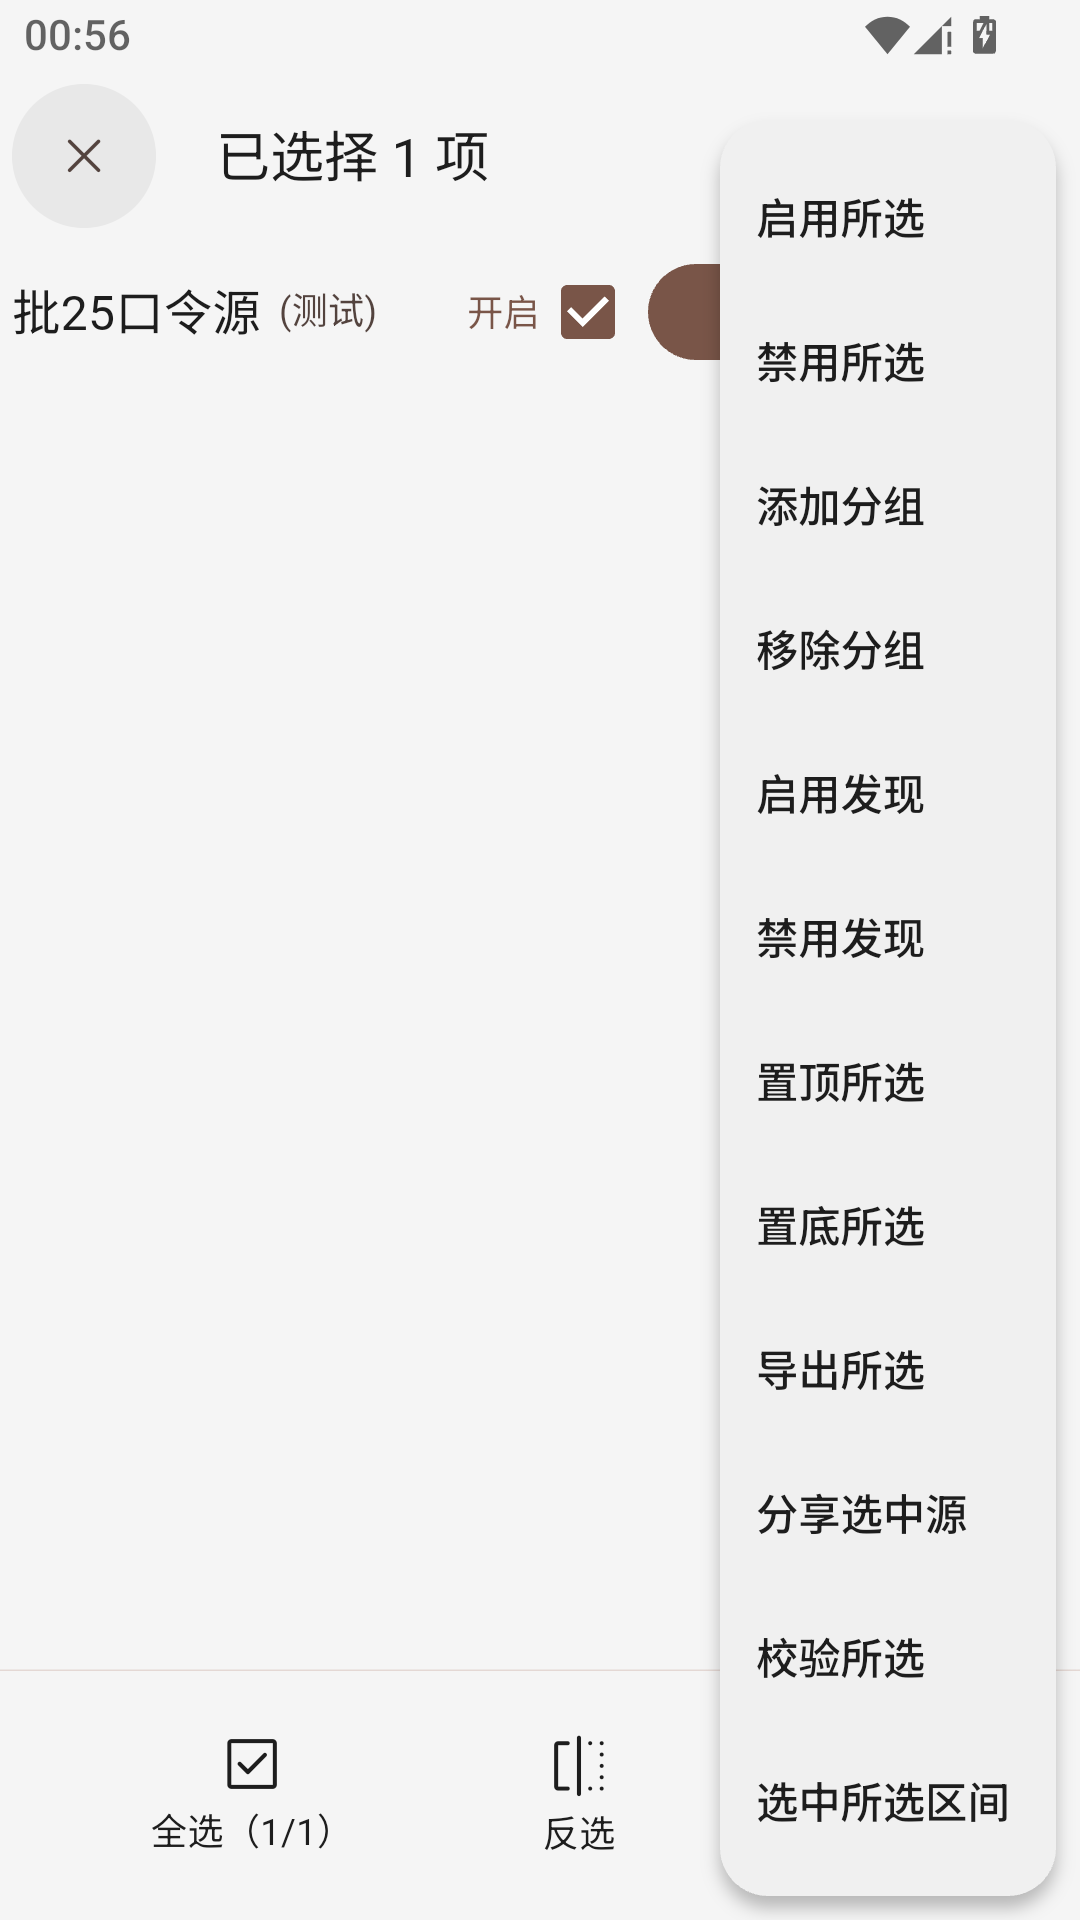 00:56
已选择 1 项
批25口令源 (测试)
开启
启用所选
禁用所选
添加分组
移除分组
启用发现
禁用发现
置顶所选
置底所选
导出所选
分享选中源
校验所选
选中所选区间
全选（1/1）
反选